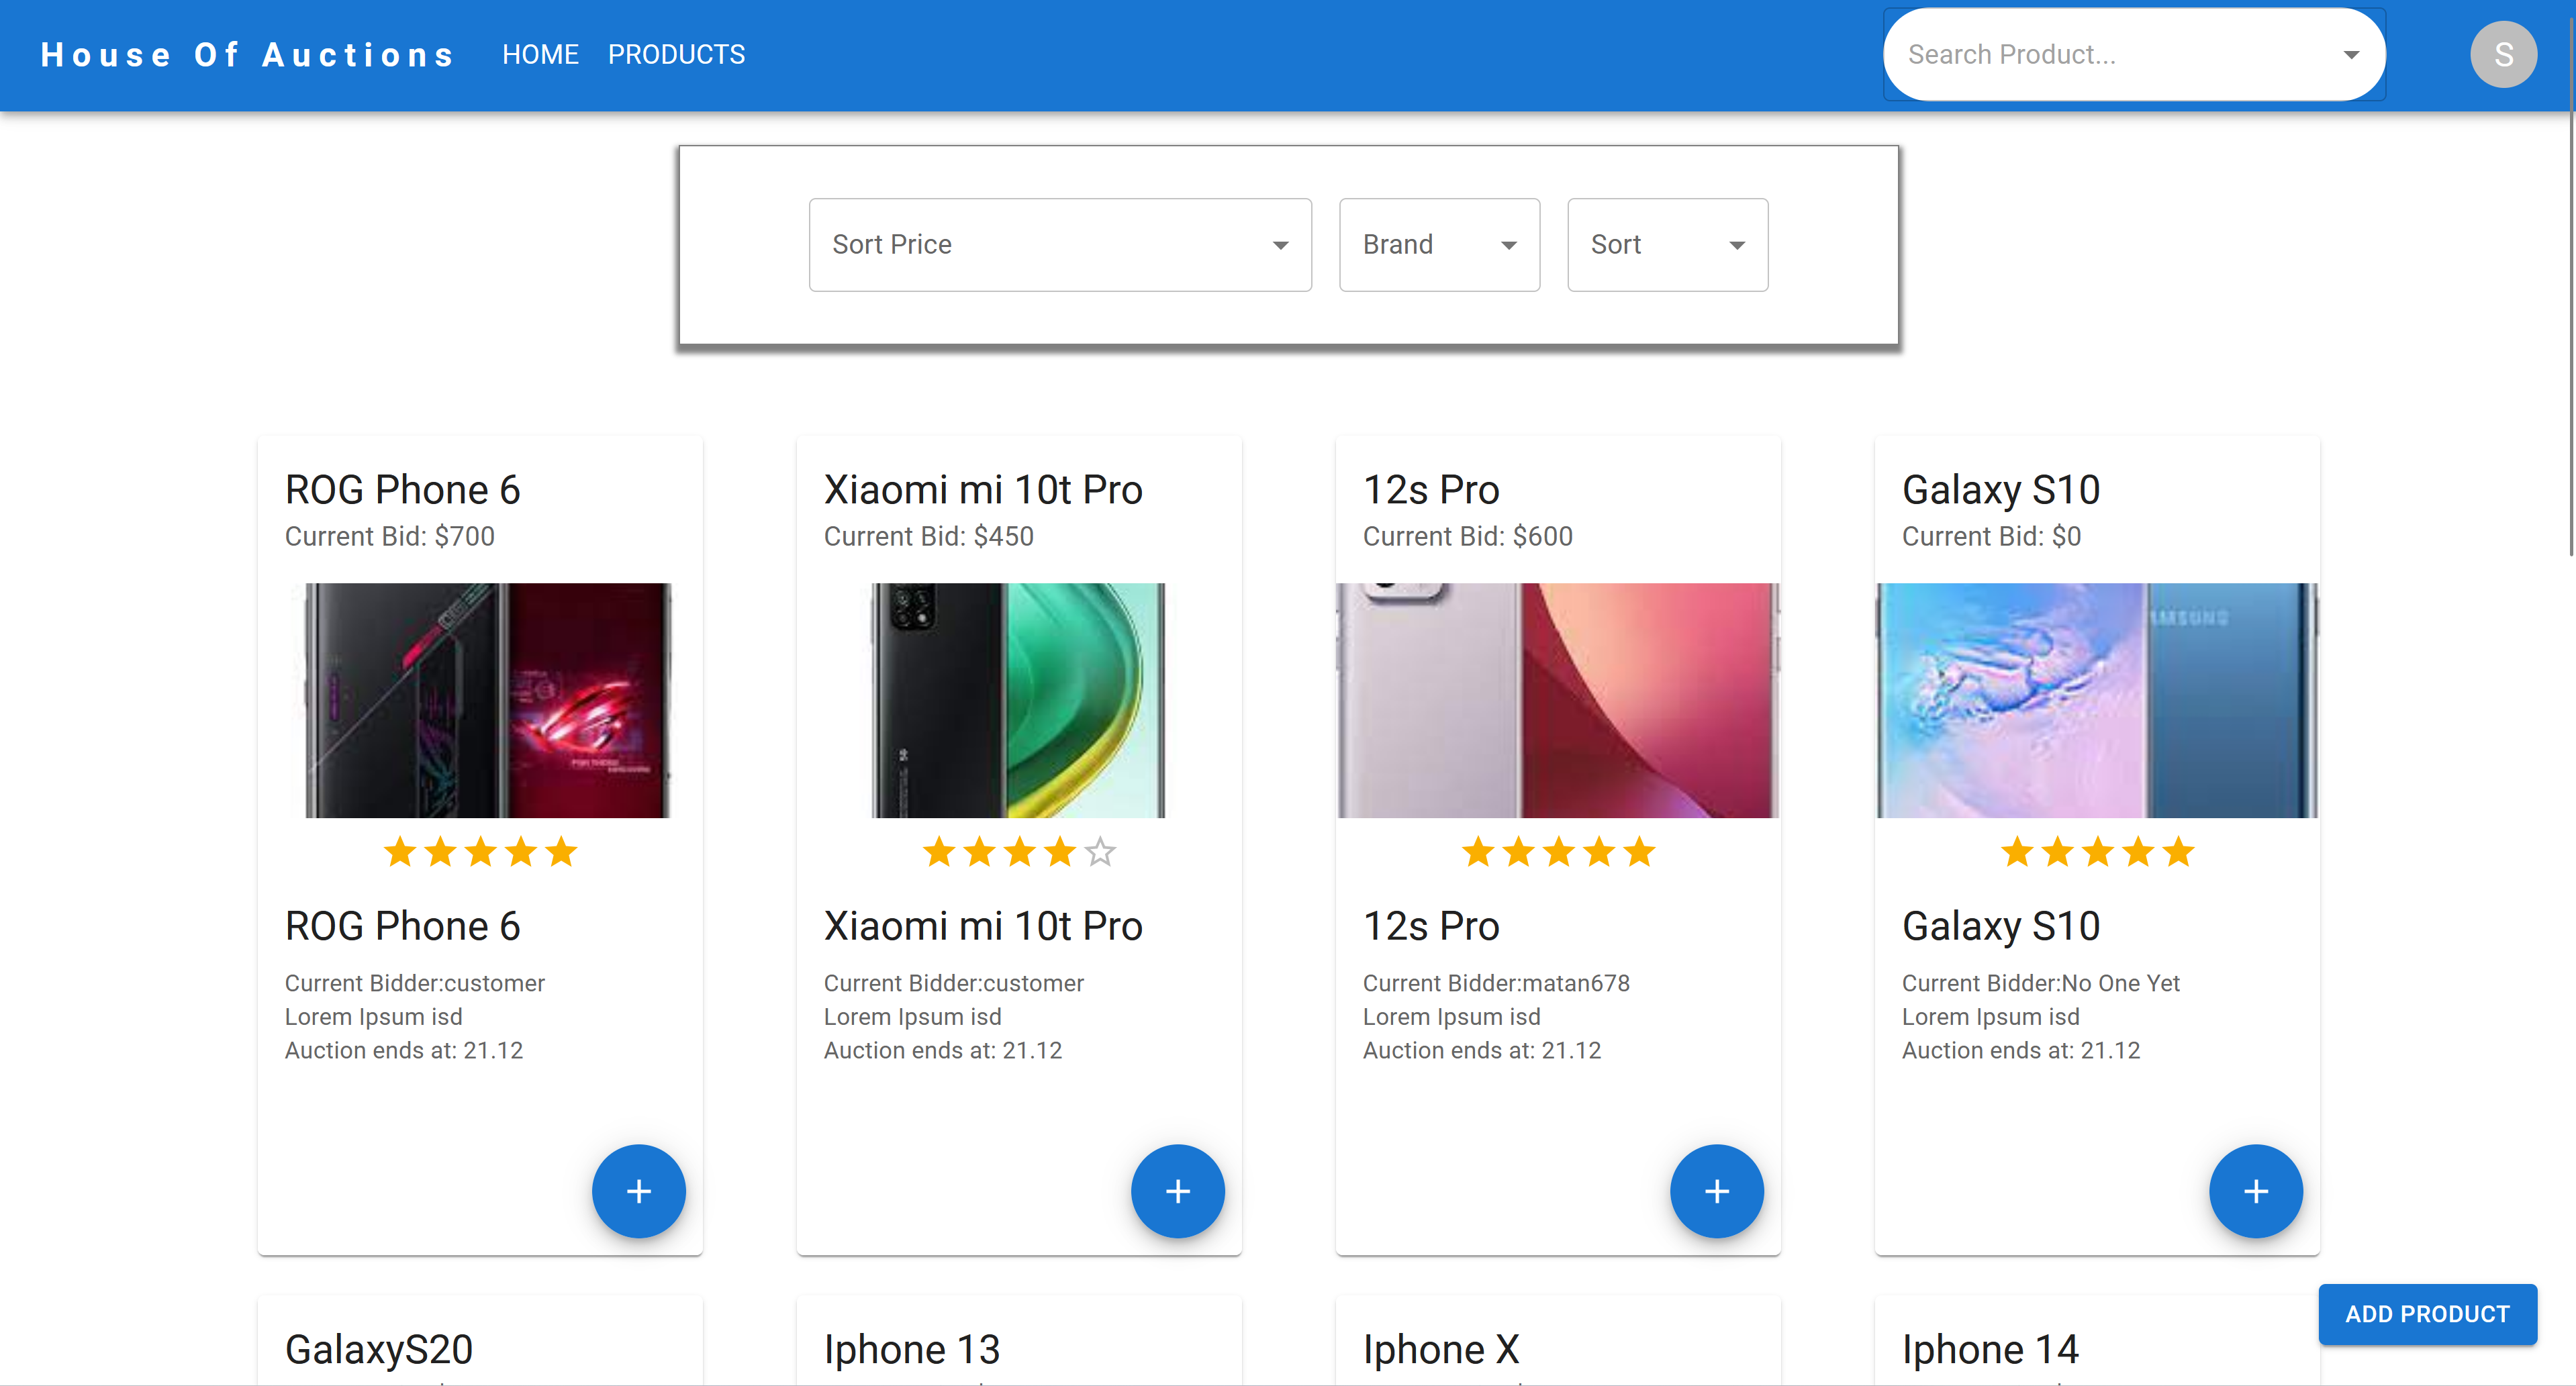 House Of Auctions HOME PRODUCTS Search Product... S
Sort Price Brand Sort
ROG Phone 6
Current Bid: $700
ROG Phone 6
Current Bidder:customer
Lorem Ipsum isd
Auction ends at: 21.12
+
Xiaomi mi 10t Pro
Current Bid: $450
5G
Xiaomi mi 10t Pro
Current Bidder:customer
Lorem Ipsum isd
Auction ends at: 21.12
+
12s Pro
Current Bid: $600
12s Pro
Current Bidder:matan678
Lorem Ipsum isd
Auction ends at: 21.12
+
Galaxy S10
Current Bid: $0
AMSUNG
Galaxy S10
Current Bidder:No One Yet
Lorem Ipsum isd
Auction ends at: 21.12
+
ADD PRODUCT
GalaxyS20
Iphone 13
Iphone X
Iphone 14